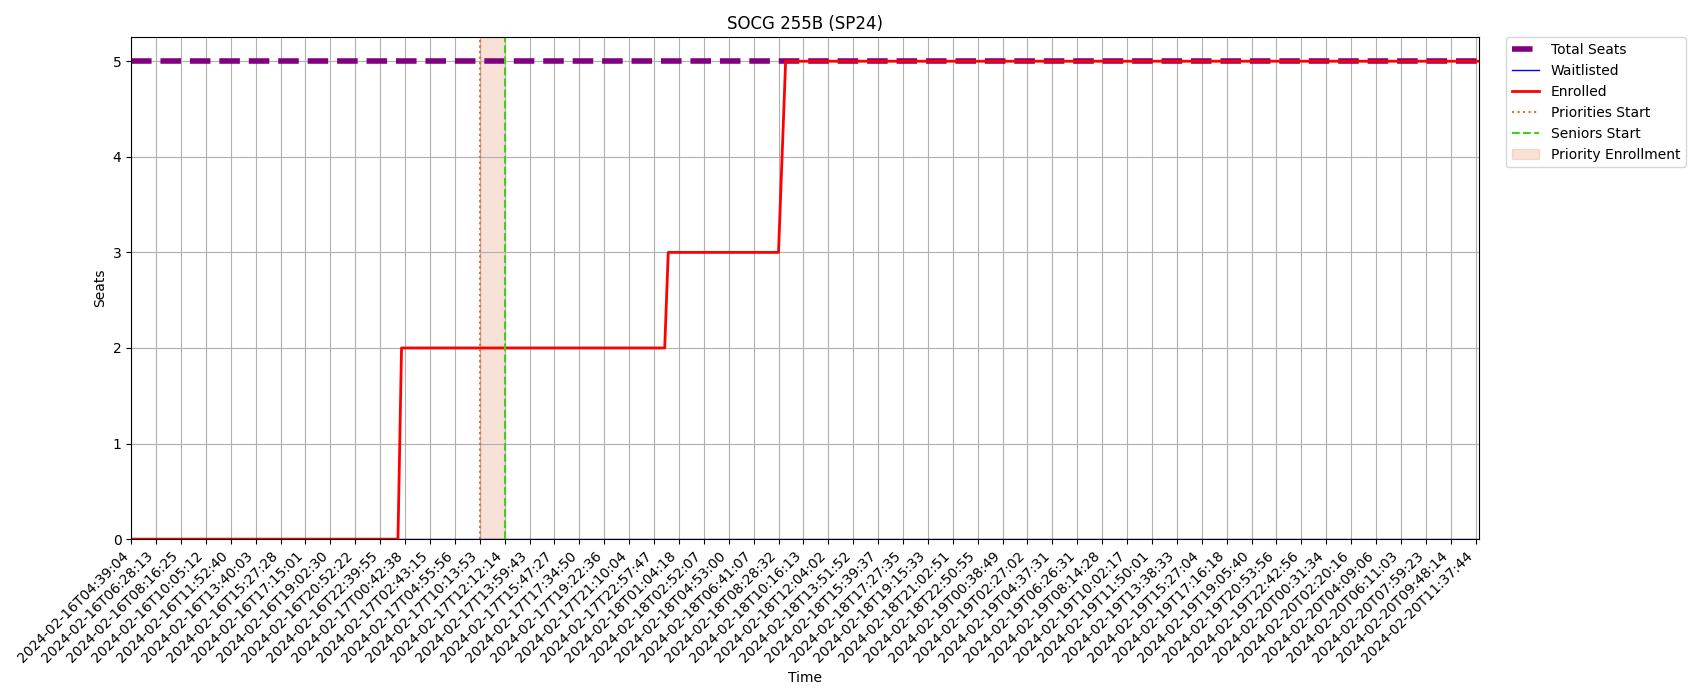 SOCG 255B (SP24)
Total Seats
Waitlisted
Enrolled
Priorities Start
Seniors Start
Priority Enrollment
Seats
5
4
3
2
1
0
2024-02-16T04:39:04
2024-02-16T06:28:13
2024-02-16T08:16:25
2024-02-16T10:05:12
2024-02-16T11:52:40
2024-02-16T13:40:03
2024-02-16T15:27:28
2024-02-16T17:15:01
2024-02-16T19:02:30
2024-02-16T20:52:22
2024-02-16T22:39:55
2024-02-17T00:42:38
2024-02-17T02:43:15
2024-02-17T04:55:56
2024-02-17T10:13:53
2024-02-17T12:12:14
2024-02-17T13:59:43
2024-02-17T15:47:27
2024-02-17T17:34:50
2024-02-17T19:22:36
2024-02-17T21:10:04
2024-02-17T22:57:47
2024-02-18T01:04:18
2024-02-18T02:52:07
2024-02-18T04:53:00
2024-02-18T06:41:07
2024-02-18T08:28:32
2024-02-18T10:16:13
2024-02-18T12:04:02
2024-02-18T13:51:52
2024-02-18T15:39:37
2024-02-18T17:27:35
2024-02-18T19:15:33
2024-02-18T21:02:51
2024-02-18T22:50:55
2024-02-19T00:38:49
2024-02-19T02:27:02
2024-02-19T04:37:31
2024-02-19T06:26:31
2024-02-19T08:14:28
2024-02-19T10:02:17
2024-02-19T11:50:01
2024-02-19T13:38:33
2024-02-19T15:27:04
2024-02-19T17:16:18
2024-02-19T19:05:40
2024-02-19T20:53:56
2024-02-19T22:42:56
2024-02-20T00:31:34
2024-02-20T02:20:16
2024-02-20T04:09:06
2024-02-20T06:11:03
2024-02-20T07:59:23
2024-02-20T09:48:14
2024-02-20T11:37:44
Time